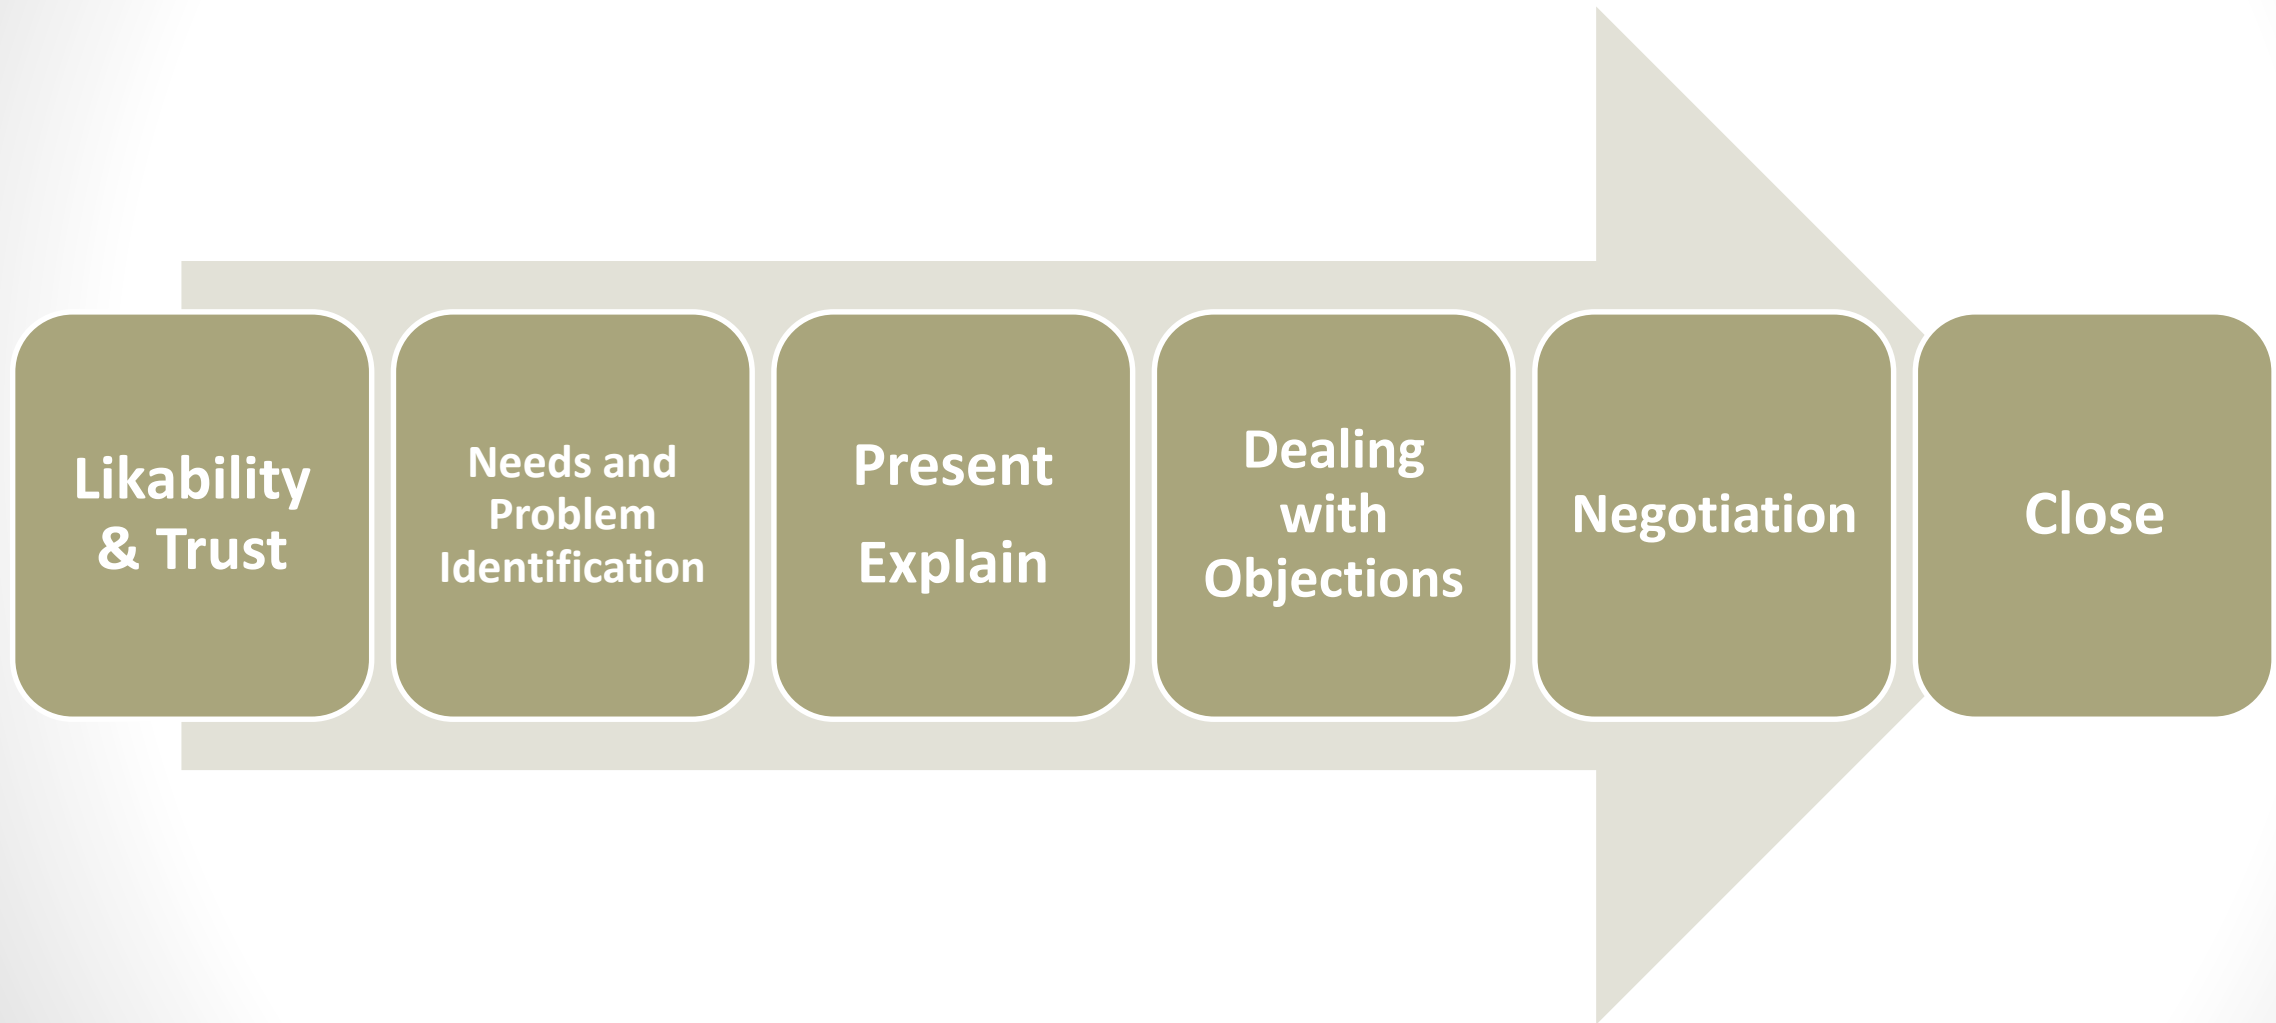 Likability
& Trust
Needs and
Problem
Identification
Present
Explain
Dealing
with
Objections
Negotiation
Close